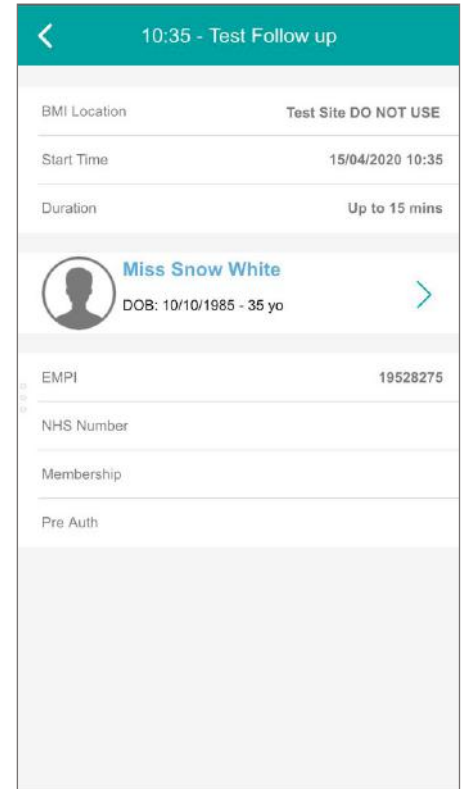 10:35 - Test Follow up
BMI Location Test Site DO NOT USE
Start Time 15/04/2020 10:35
Duration Up to 15 mins
Miss Snow White
DOB: 10/10/1985 - 35 yo
EMPI 19528275
NHS Number
Membership
Pre Auth